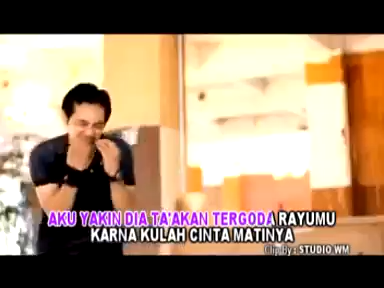 AKU YAKIN DIA TA'AKAN TERGODA RAYUMU
KARNA KULAH CINTA MATINYA
Clip By : STUDIO WM